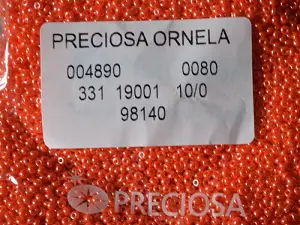 PRECIOSA ORNELA
004890 0080
331 19001 10/0
98140
PRECIOSA